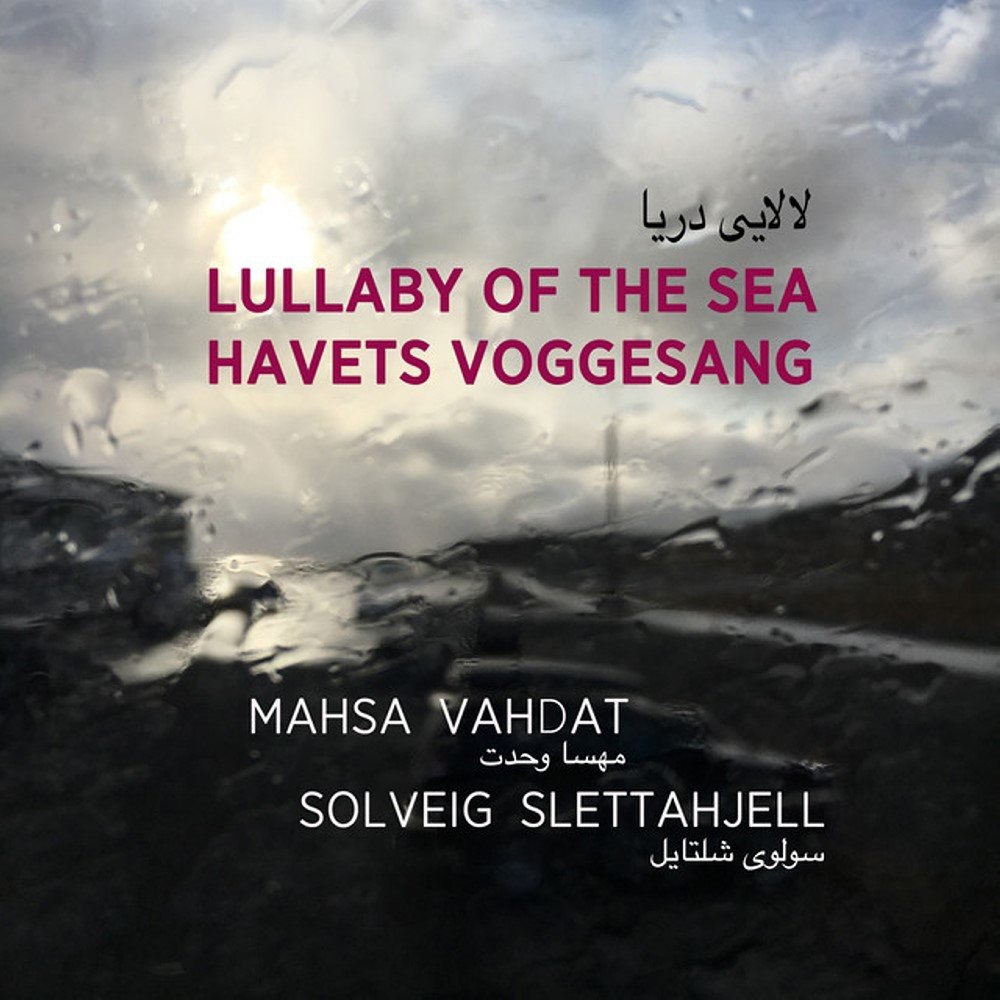 لالایی دریا
LULLABY OF THE SEA
HAVETS VOGGESANG
MAHSA VAHDAT
مهسا وحدت
SOLVEIG SLETTAHJELL
سولوی شلتایل